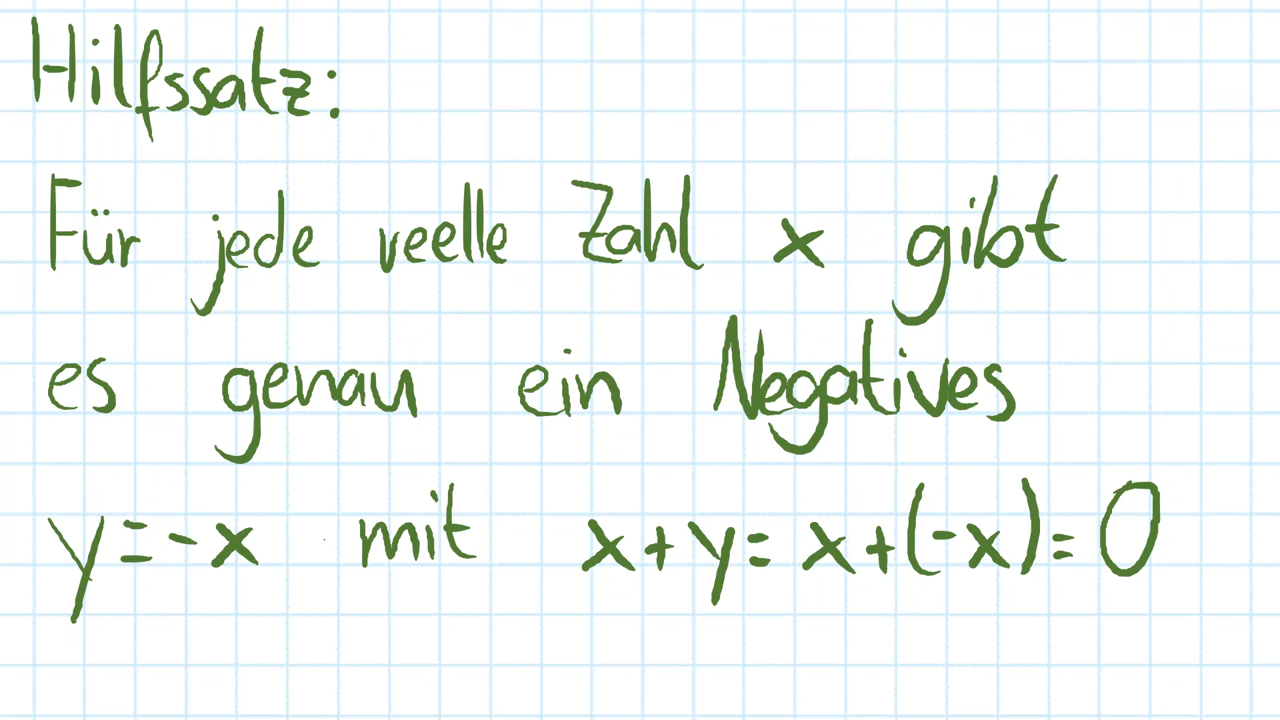 Hilfssatz:
Für jede reelle Zahl x gibt
es genau ein Negatives
y = -x mit x+y = x+(-x) = 0